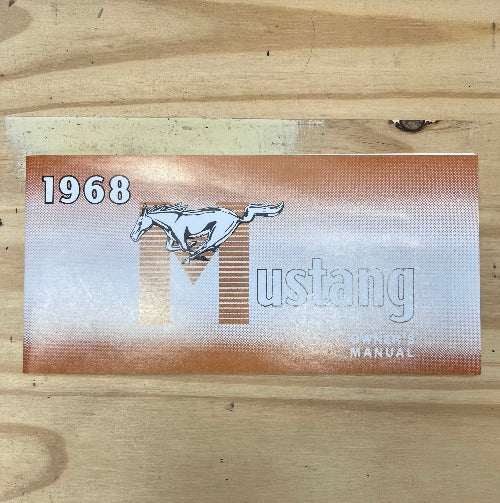 1968
Mustang
OWNER'S
MANUAL